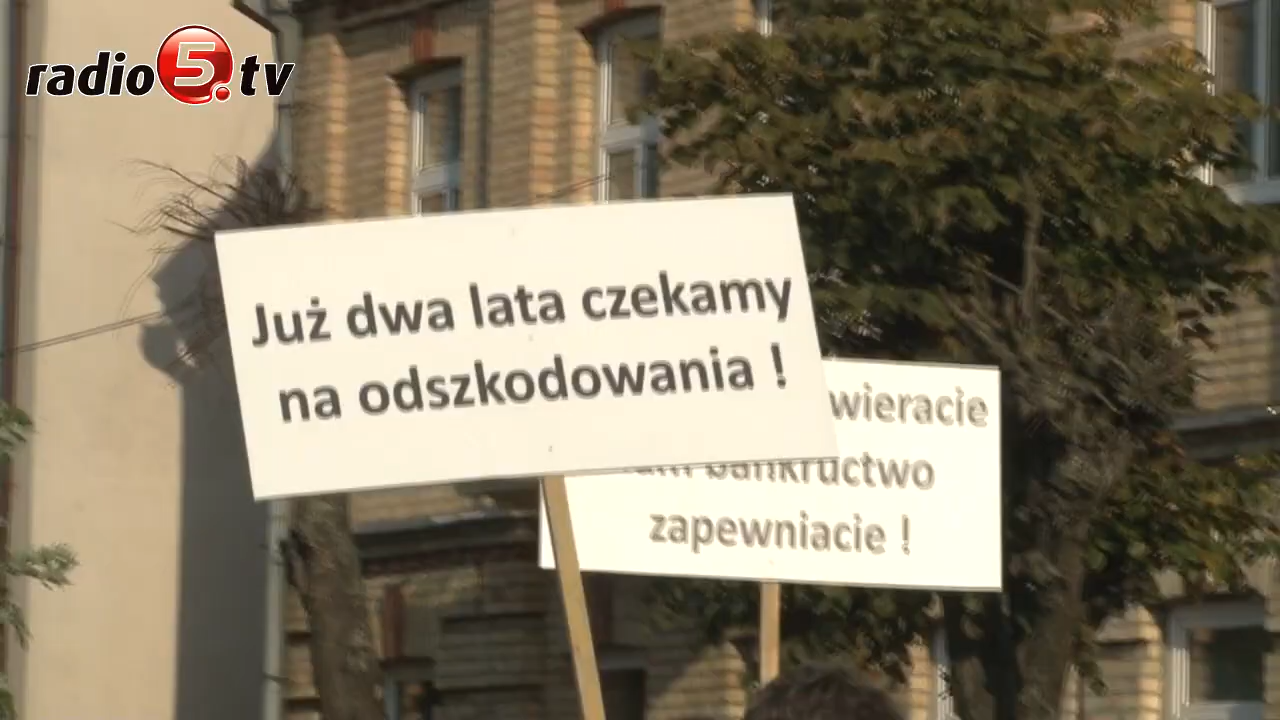 radio5.tv
Już dwa lata czekamy
na odszkodowania !
wieracie
bankructwo
zapewniacie !